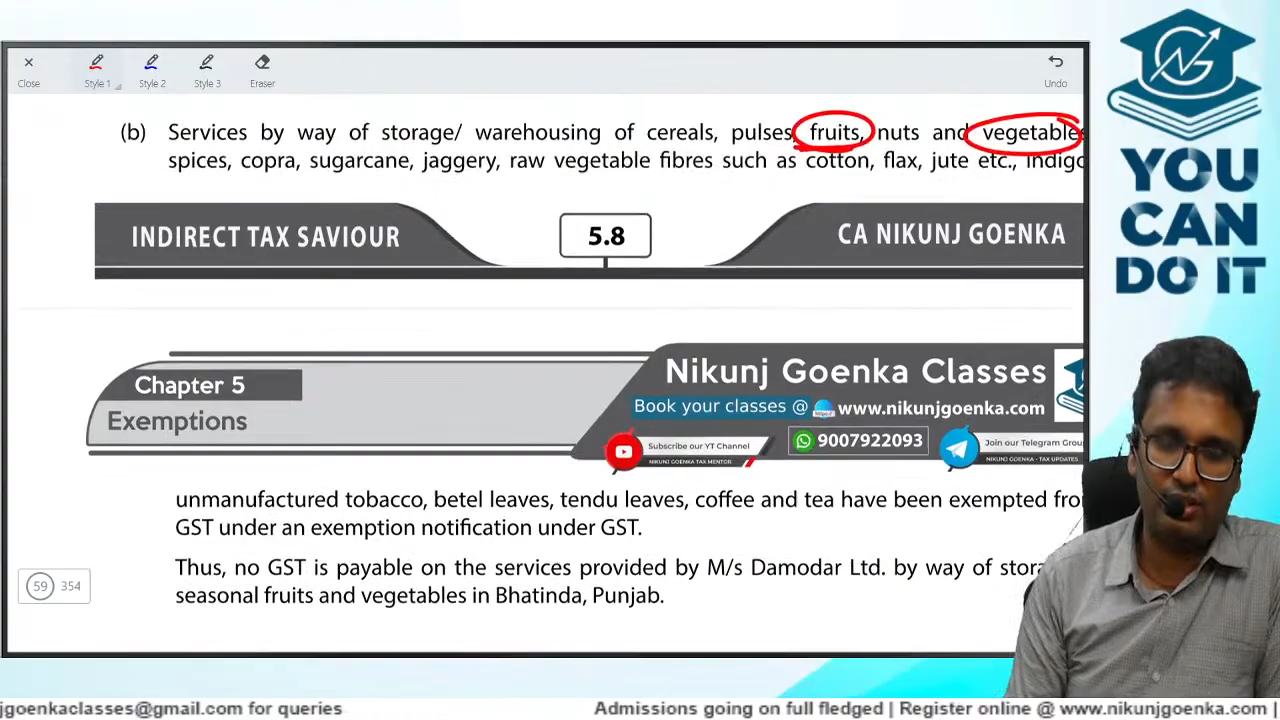 Close
Style 1
Style 2
Style 3
Eraser
Undo
(b) Services by way of storage/ warehousing of cereals, pulses, fruits, nuts and vegetables
spices, copra, sugarcane, jaggery, raw vegetable fibres such as cotton, flax, jute etc., indigo
INDIRECT TAX SAVIOUR
5.8
CA NIKUNJ GOENKA
Chapter 5
Exemptions
Nikunj Goenka Classes
Book your classes @ www.nikunjgoenka.com
Subscribe our YT Channel
NIKUNJ GOENKA TAX MENTOR
9007922093
Join our Telegram Grou
NIKUNJ GOENKA - TAX UPDATES
unmanufactured tobacco, betel leaves, tendu leaves, coffee and tea have been exempted fro
GST under an exemption notification under GST.
Thus, no GST is payable on the services provided by M/s Damodar Ltd. by way of stora
seasonal fruits and vegetables in Bhatinda, Punjab.
59 354
YOU
CAN
DO IT
jgoenkaclasses@gmail.com for queries
Admissions going on full fledged | Register online @ www.nikunjgoenka.com |